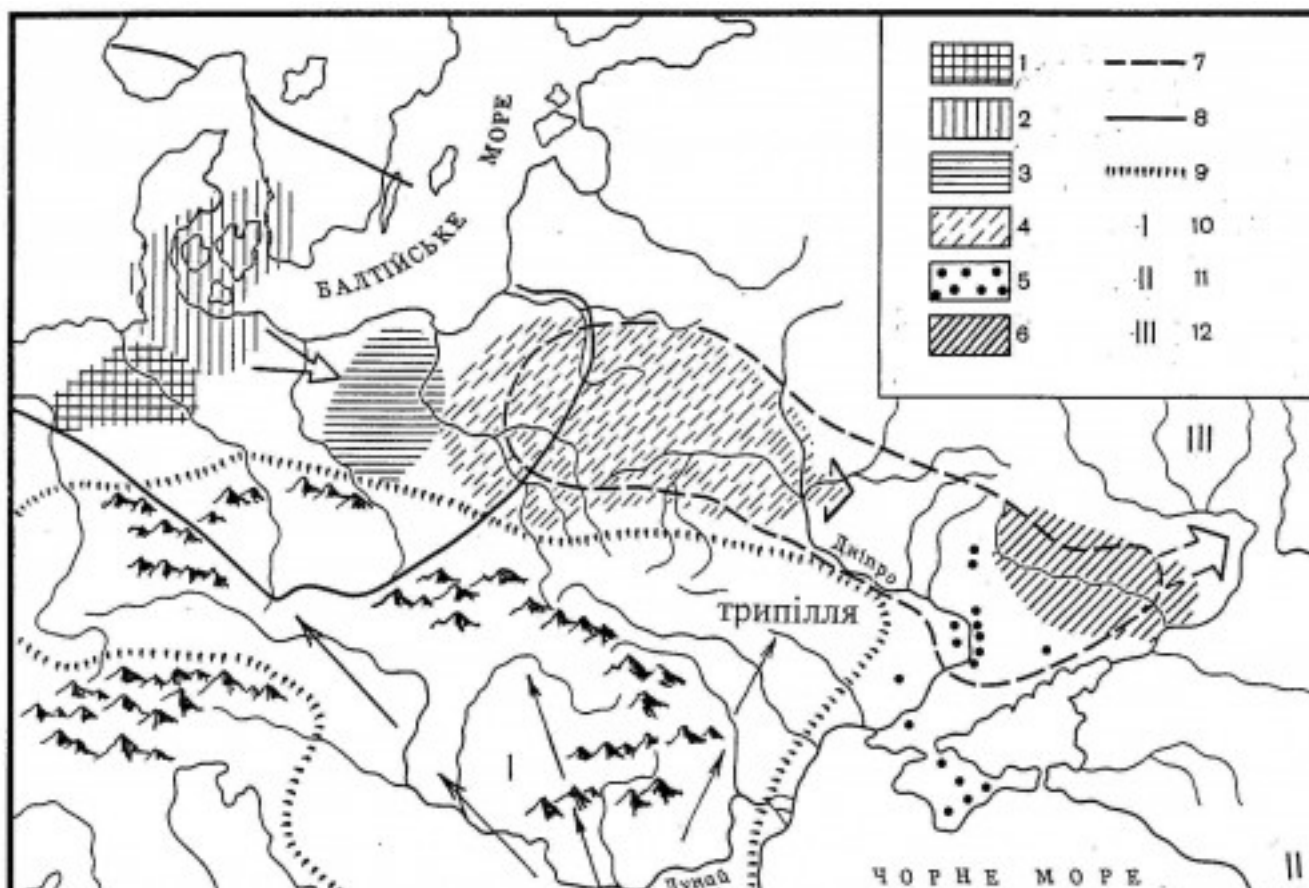 1 7
2 8
3 9
4 10
5 11
6 12
МОРЕ
БАЛТІЙСЬКЕ
III
Дніпро
трипілля
I
Дунай
ЧОРНЕ МОРЕ
II